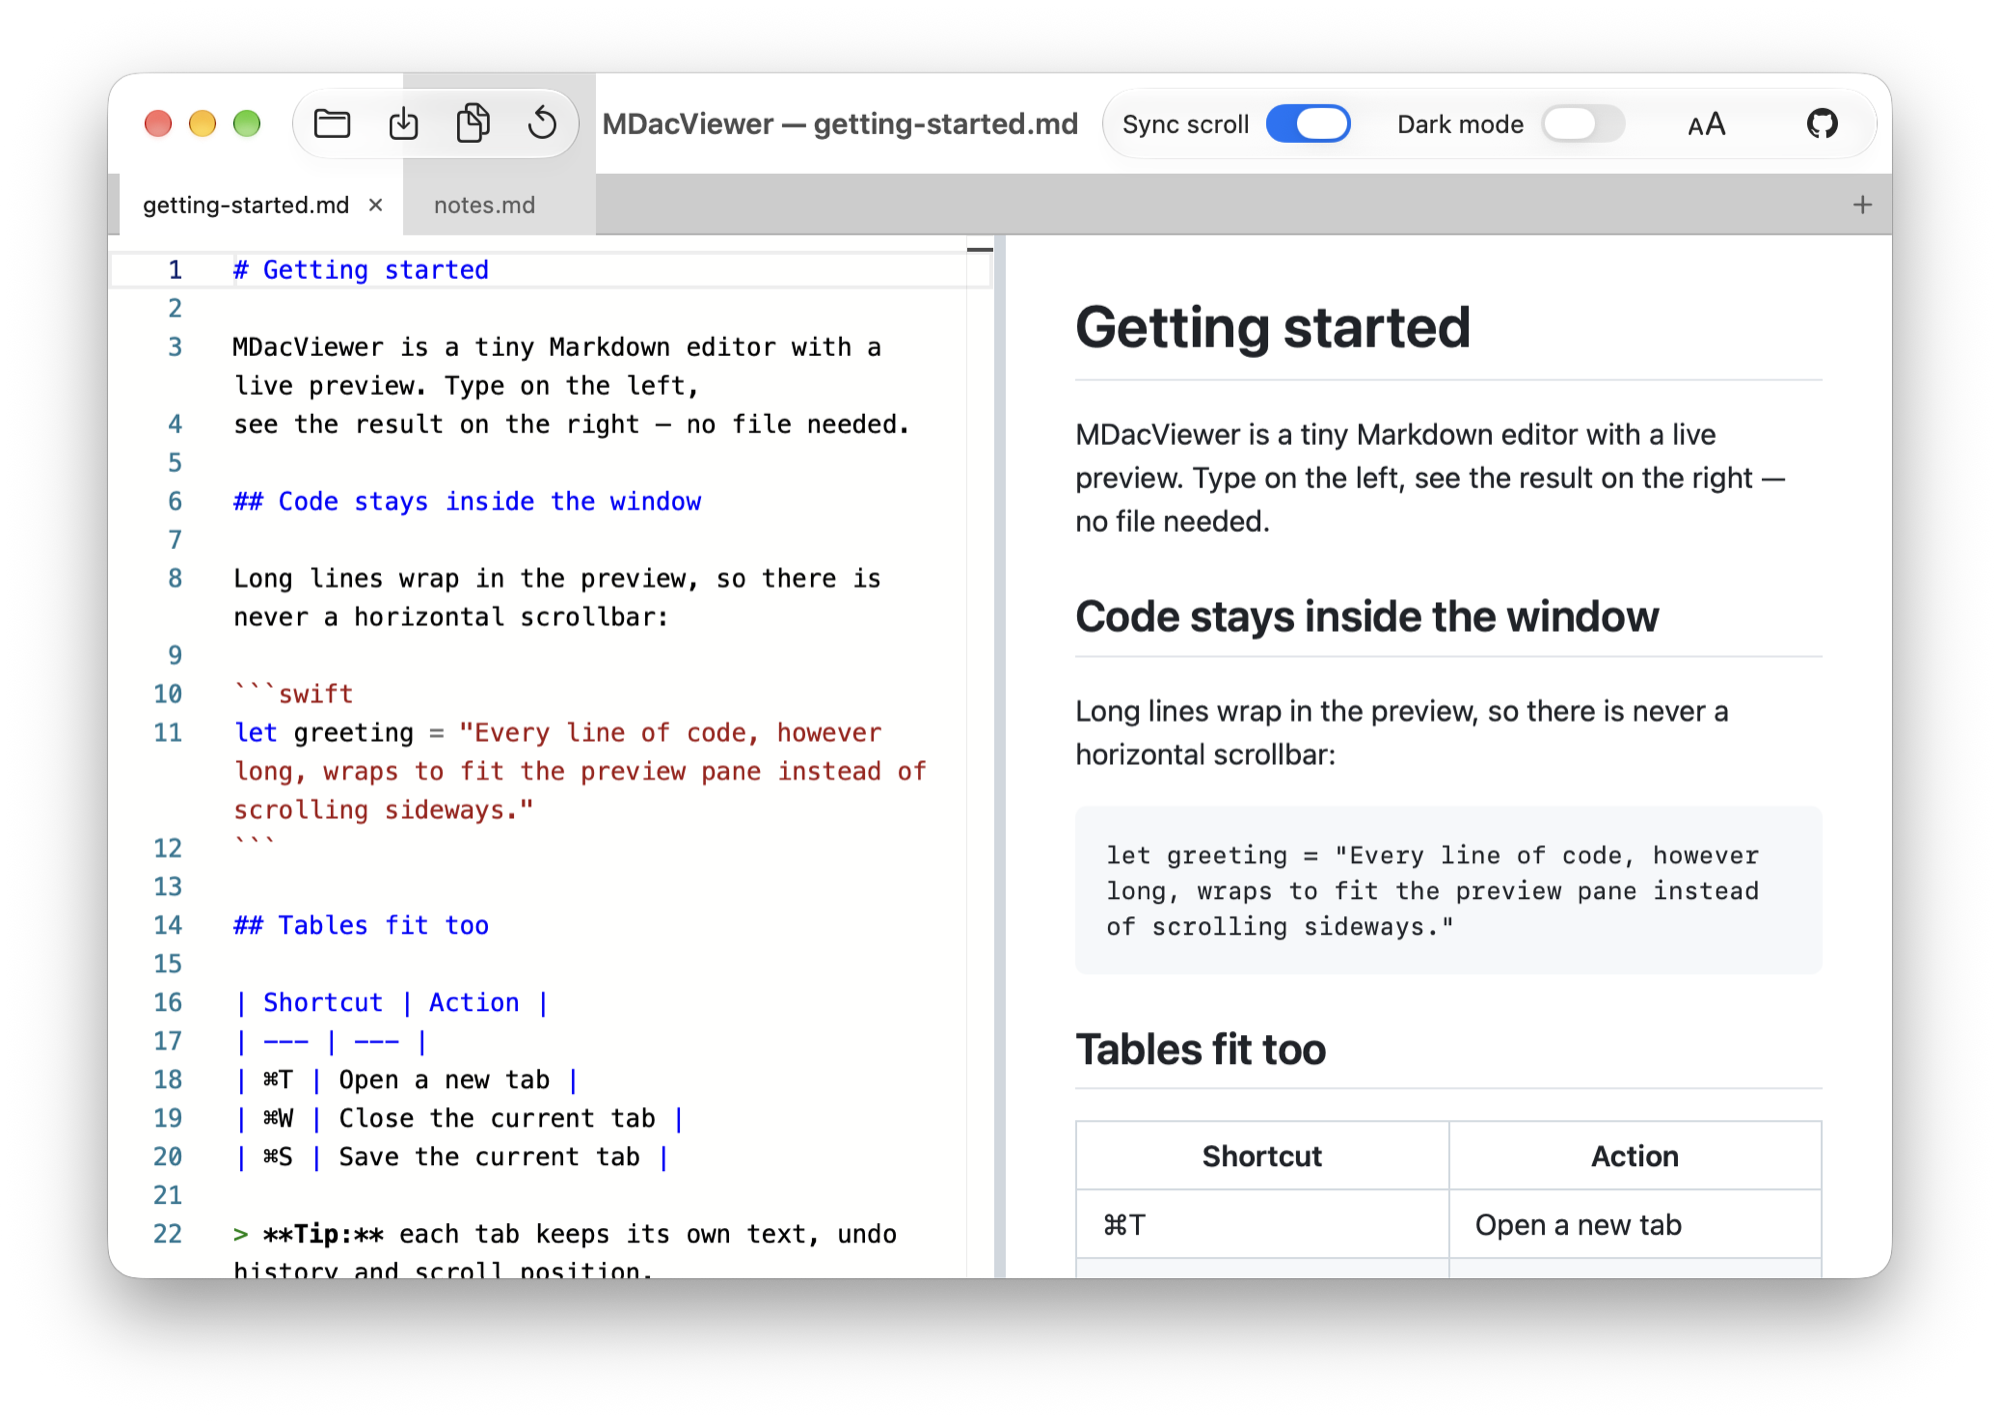 MDacViewer — getting-started.md
Sync scroll
Dark mode
AA
getting-started.md ×
notes.md
+
1 # Getting started
2
3 MDacViewer is a tiny Markdown editor with a
live preview. Type on the left,
4 see the result on the right — no file needed.
5
6 ## Code stays inside the window
7
8 Long lines wrap in the preview, so there is
never a horizontal scrollbar:
9
10 ```swift
11 let greeting = "Every line of code, however
long, wraps to fit the preview pane instead of
scrolling sideways."
12 ```
13
14 ## Tables fit too
15
16 | Shortcut | Action |
17 | --- | --- |
18 | ⌘T | Open a new tab |
19 | ⌘W | Close the current tab |
20 | ⌘S | Save the current tab |
21
22 > **Tip:** each tab keeps its own text, undo
history and scroll position.
Getting started
MDacViewer is a tiny Markdown editor with a live
preview. Type on the left, see the result on the right —
no file needed.
Code stays inside the window
Long lines wrap in the preview, so there is never a
horizontal scrollbar:
let greeting = "Every line of code, however
long, wraps to fit the preview pane instead
of scrolling sideways."
Tables fit too
Shortcut Action
⌘T Open a new tab